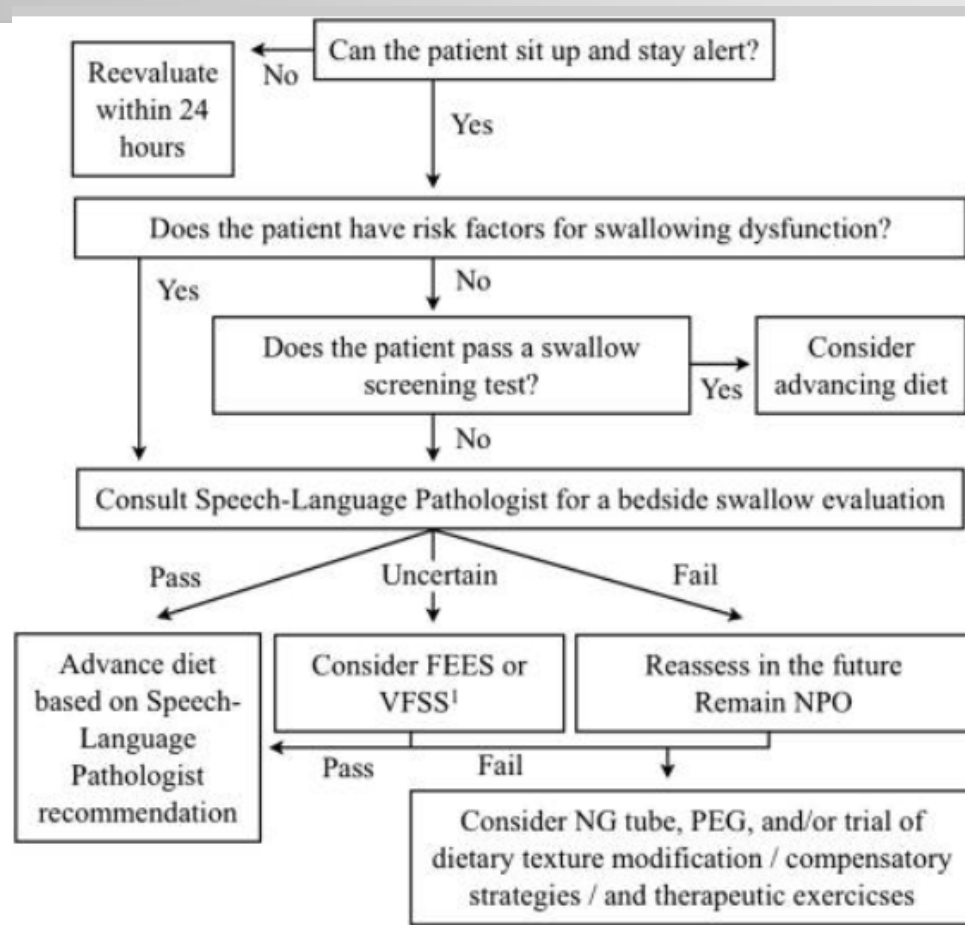 Can the patient sit up and stay alert?
No
Reevaluate
within 24
hours
Yes
Does the patient have risk factors for swallowing dysfunction?
Yes
No
Does the patient pass a swallow
screening test?
Yes
Consider
advancing diet
No
Consult Speech-Language Pathologist for a bedside swallow evaluation
Pass
Uncertain
Fail
Advance diet
based on Speech-
Language
Pathologist
recommendation
Consider FEES or
VFSS¹
Reassess in the future
Remain NPO
Pass
Fail
Consider NG tube, PEG, and/or trial of
dietary texture modification / compensatory
strategies / and therapeutic exercicses